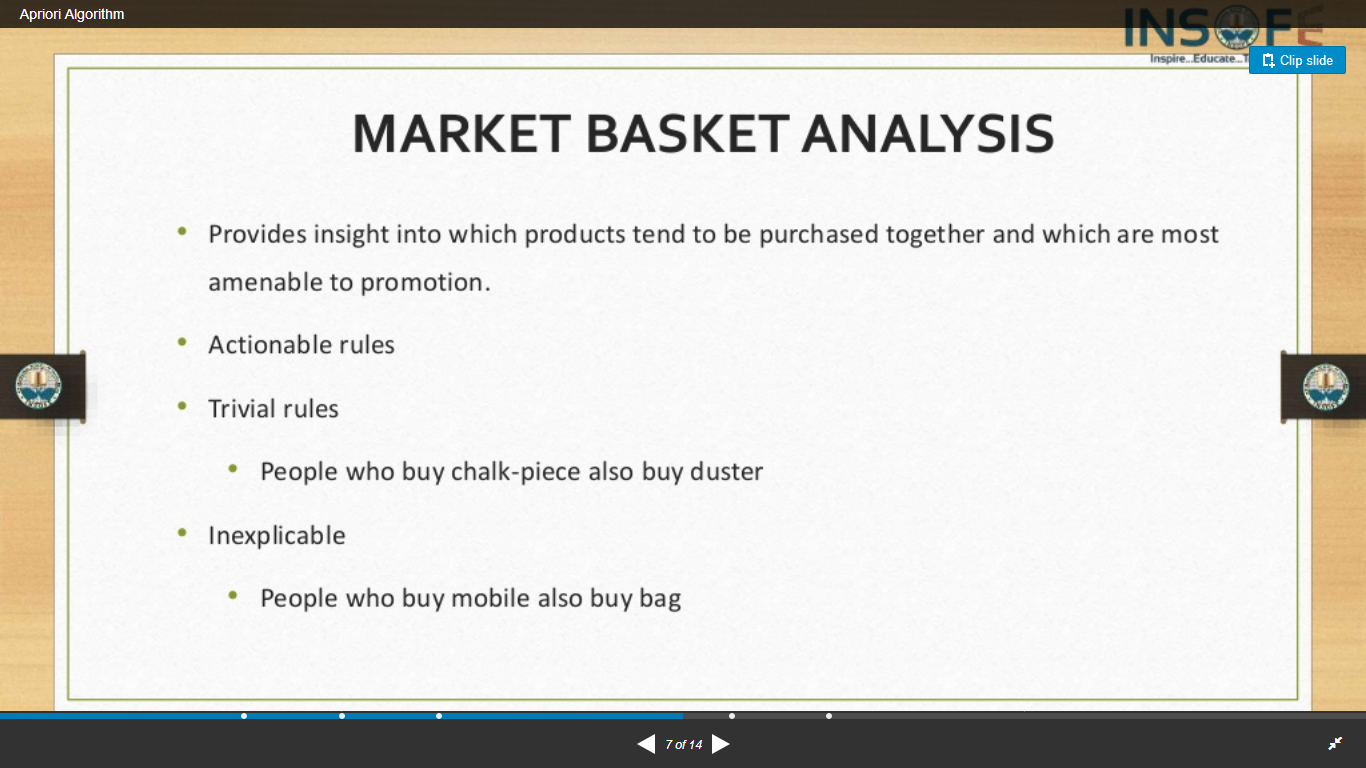 Apriori Algorithm
INSOFE
Inspire...Educate...T
Clip slide
MARKET BASKET ANALYSIS
• Provides insight into which products tend to be purchased together and which are most
amenable to promotion.
• Actionable rules
• Trivial rules
• People who buy chalk-piece also buy duster
• Inexplicable
• People who buy mobile also buy bag
7 of 14